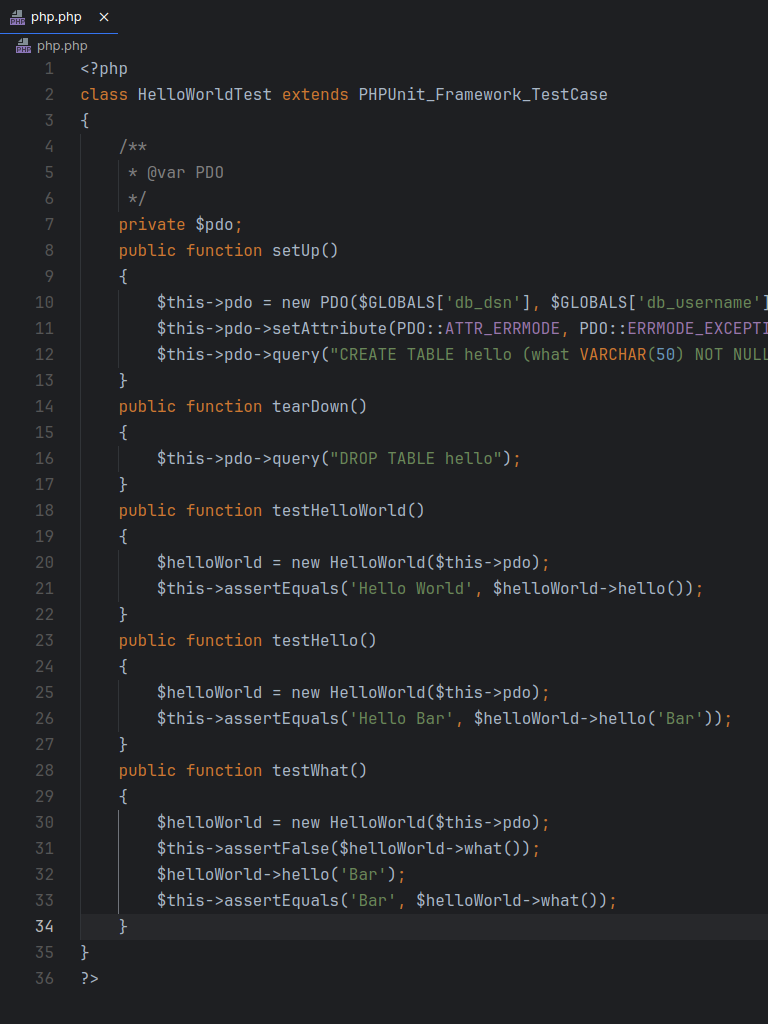 php.php
php.php
1 <?php
2 class HelloWorldTest extends PHPUnit_Framework_TestCase
3 {
4     /**
5      * @var PDO
6      */
7     private $pdo;
8     public function setUp()
9     {
10         $this->pdo = new PDO($GLOBALS['db_dsn'], $GLOBALS['db_username']
11         $this->pdo->setAttribute(PDO::ATTR_ERRMODE, PDO::ERRMODE_EXCEPTI
12         $this->pdo->query("CREATE TABLE hello (what VARCHAR(50) NOT NULL
13     }
14     public function tearDown()
15     {
16         $this->pdo->query("DROP TABLE hello");
17     }
18     public function testHelloWorld()
19     {
20         $helloWorld = new HelloWorld($this->pdo);
21         $this->assertEquals('Hello World', $helloWorld->hello());
22     }
23     public function testHello()
24     {
25         $helloWorld = new HelloWorld($this->pdo);
26         $this->assertEquals('Hello Bar', $helloWorld->hello('Bar'));
27     }
28     public function testWhat()
29     {
30         $helloWorld = new HelloWorld($this->pdo);
31         $this->assertFalse($helloWorld->what());
32         $helloWorld->hello('Bar');
33         $this->assertEquals('Bar', $helloWorld->what());
34     }
35 }
36 ?>